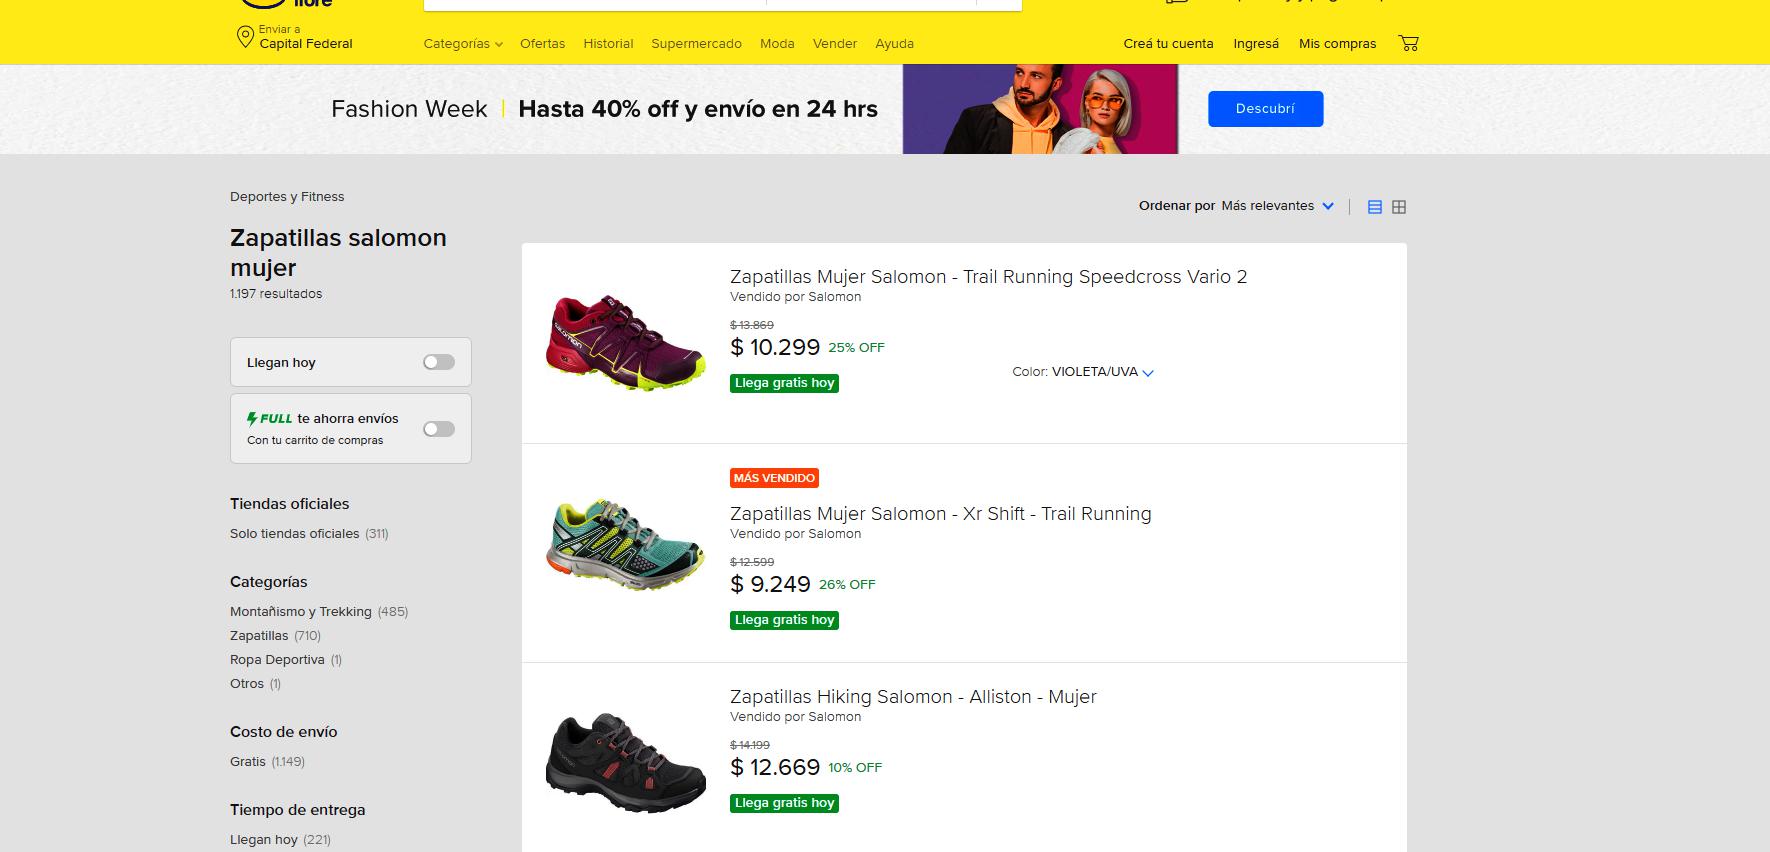 libre
Enviar a
Capital Federal
Categorías
Ofertas
Historial
Supermercado
Moda
Vender
Ayuda
Creá tu cuenta
Ingresá
Mis compras
Fashion Week | Hasta 40% off y envío en 24 hrs
Descubrí
Deportes y Fitness
Zapatillas salomon
mujer
1.197 resultados
Ordenar por Más relevantes
Llegan hoy
FULL te ahorra envíos
Con tu carrito de compras
Tiendas oficiales
Solo tiendas oficiales (311)
Categorías
Montañismo y Trekking (485)
Zapatillas (710)
Ropa Deportiva (1)
Otros (1)
Costo de envío
Gratis (1.149)
Tiempo de entrega
Llegan hoy (221)
Zapatillas Mujer Salomon - Trail Running Speedcross Vario 2
Vendido por Salomon
$ 13.869
$ 10.299 25% OFF
Llega gratis hoy
Color: VIOLETA/UVA
MÁS VENDIDO
Zapatillas Mujer Salomon - Xr Shift - Trail Running
Vendido por Salomon
$ 12.599
$ 9.249 26% OFF
Llega gratis hoy
Zapatillas Hiking Salomon - Alliston - Mujer
Vendido por Salomon
$ 14.199
$ 12.669 10% OFF
Llega gratis hoy